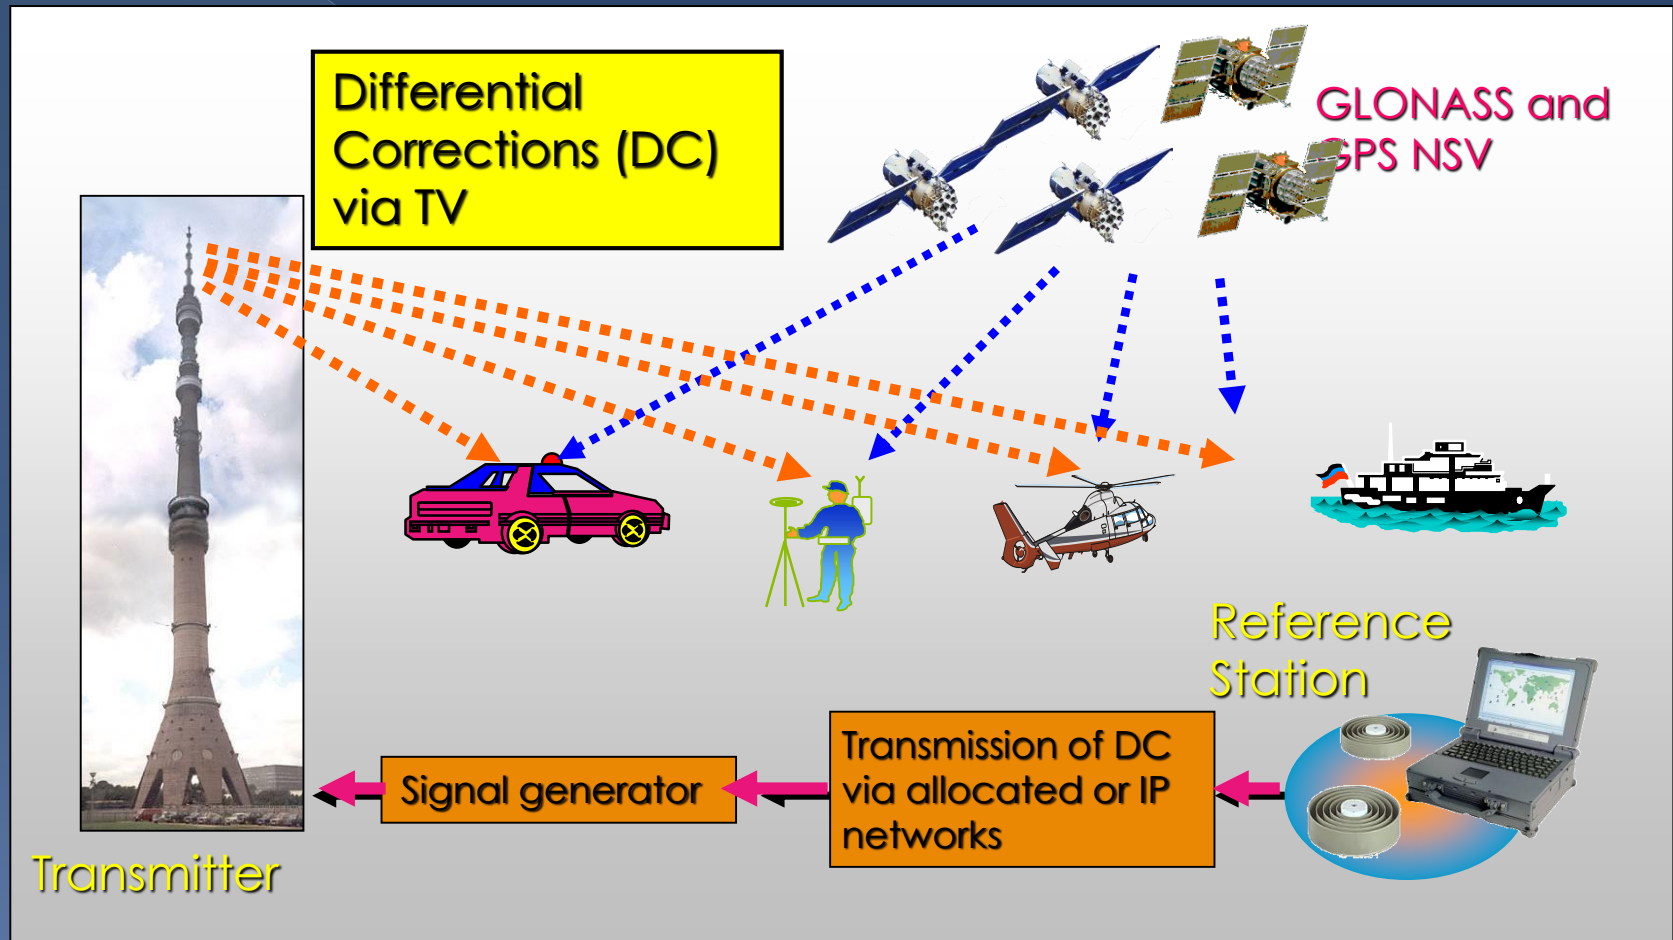 Differential
Corrections (DC)
via TV
GLONASS and
GPS NSV
Reference
Station
Transmission of DC
via allocated or IP
networks
Signal generator
Transmitter